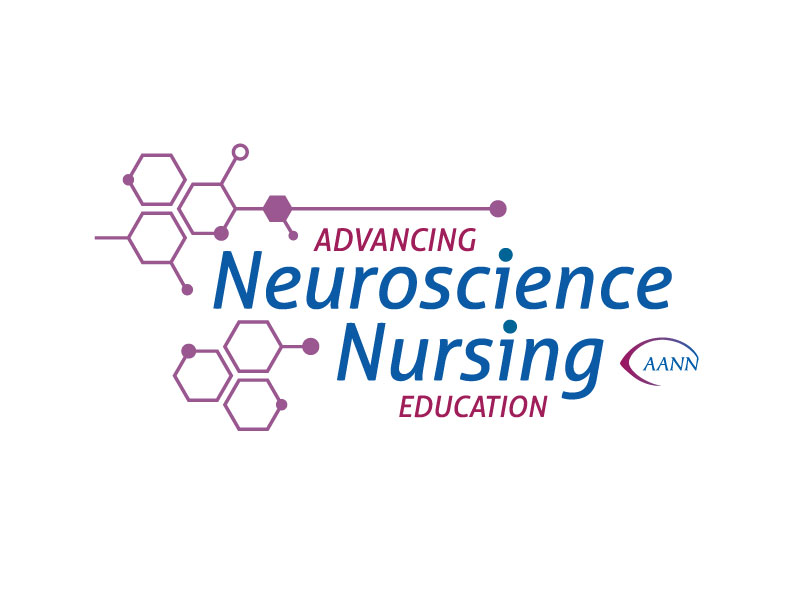 ADVANCING
Neuroscience
Nursing
AANN
EDUCATION